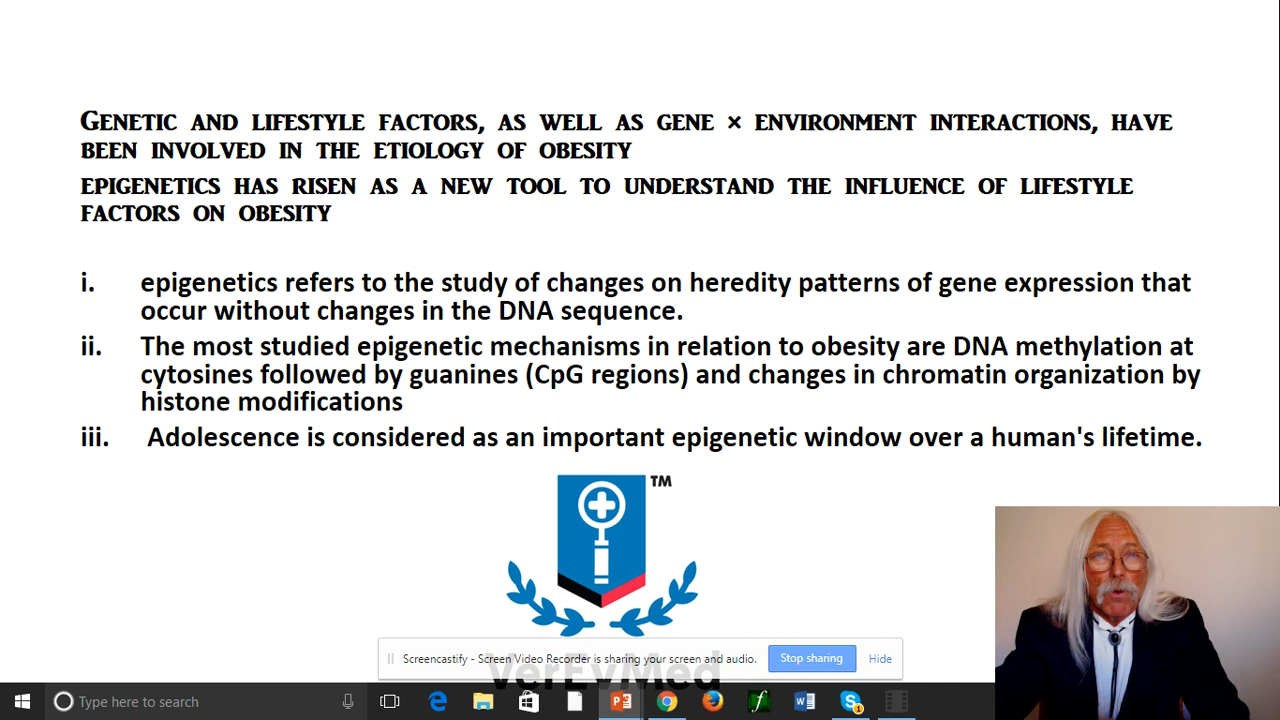 Genetic and lifestyle factors, as well as gene × environment interactions, have
been involved in the etiology of obesity
epigenetics has risen as a new tool to understand the influence of lifestyle
factors on obesity
i. epigenetics refers to the study of changes on heredity patterns of gene expression that
occur without changes in the DNA sequence.
ii. The most studied epigenetic mechanisms in relation to obesity are DNA methylation at
cytosines followed by guanines (CpG regions) and changes in chromatin organization by
histone modifications
iii. Adolescence is considered as an important epigenetic window over a human's lifetime.
TM
Screencastify - Screen Video Recorder is sharing your screen and audio. Stop sharing Hide
VerEvMed
Type here to search
1